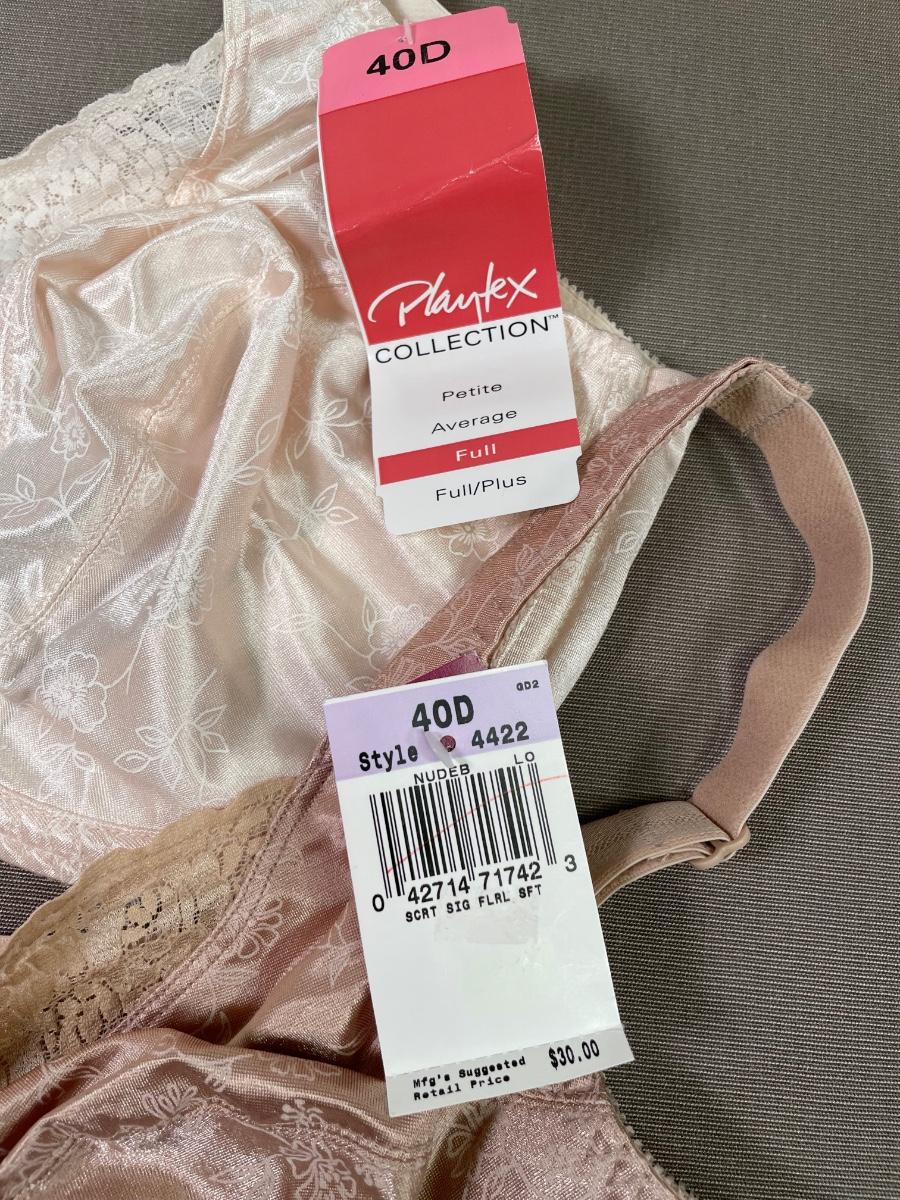 40D
Playtex
COLLECTION™
Petite
Average
Full
Full/Plus
GD2
40D
Style 4422
NUDEB LO
0 42714 71742 3
SCRT SIG FLRL SFT
Mfg's Suggested
Retail Price $30.00